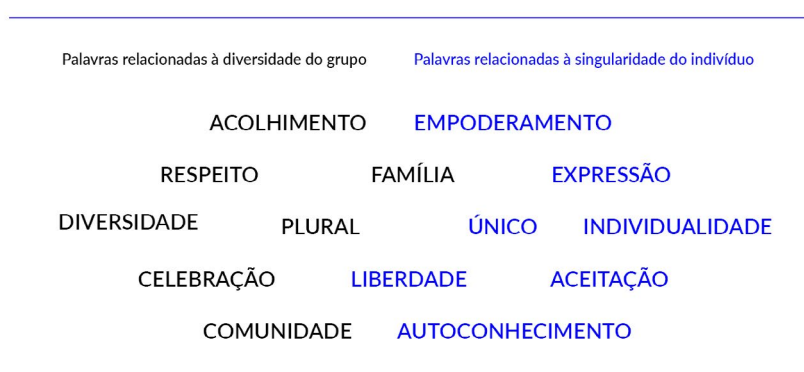 Palavras relacionadas à diversidade do grupo Palavras relacionadas à singularidade do indivíduo
ACOLHIMENTO EMPODERAMENTO
RESPEITO FAMÍLIA EXPRESSÃO
DIVERSIDADE PLURAL ÚNICO INDIVIDUALIDADE
CELEBRAÇÃO LIBERDADE ACEITAÇÃO
COMUNIDADE AUTOCONHECIMENTO